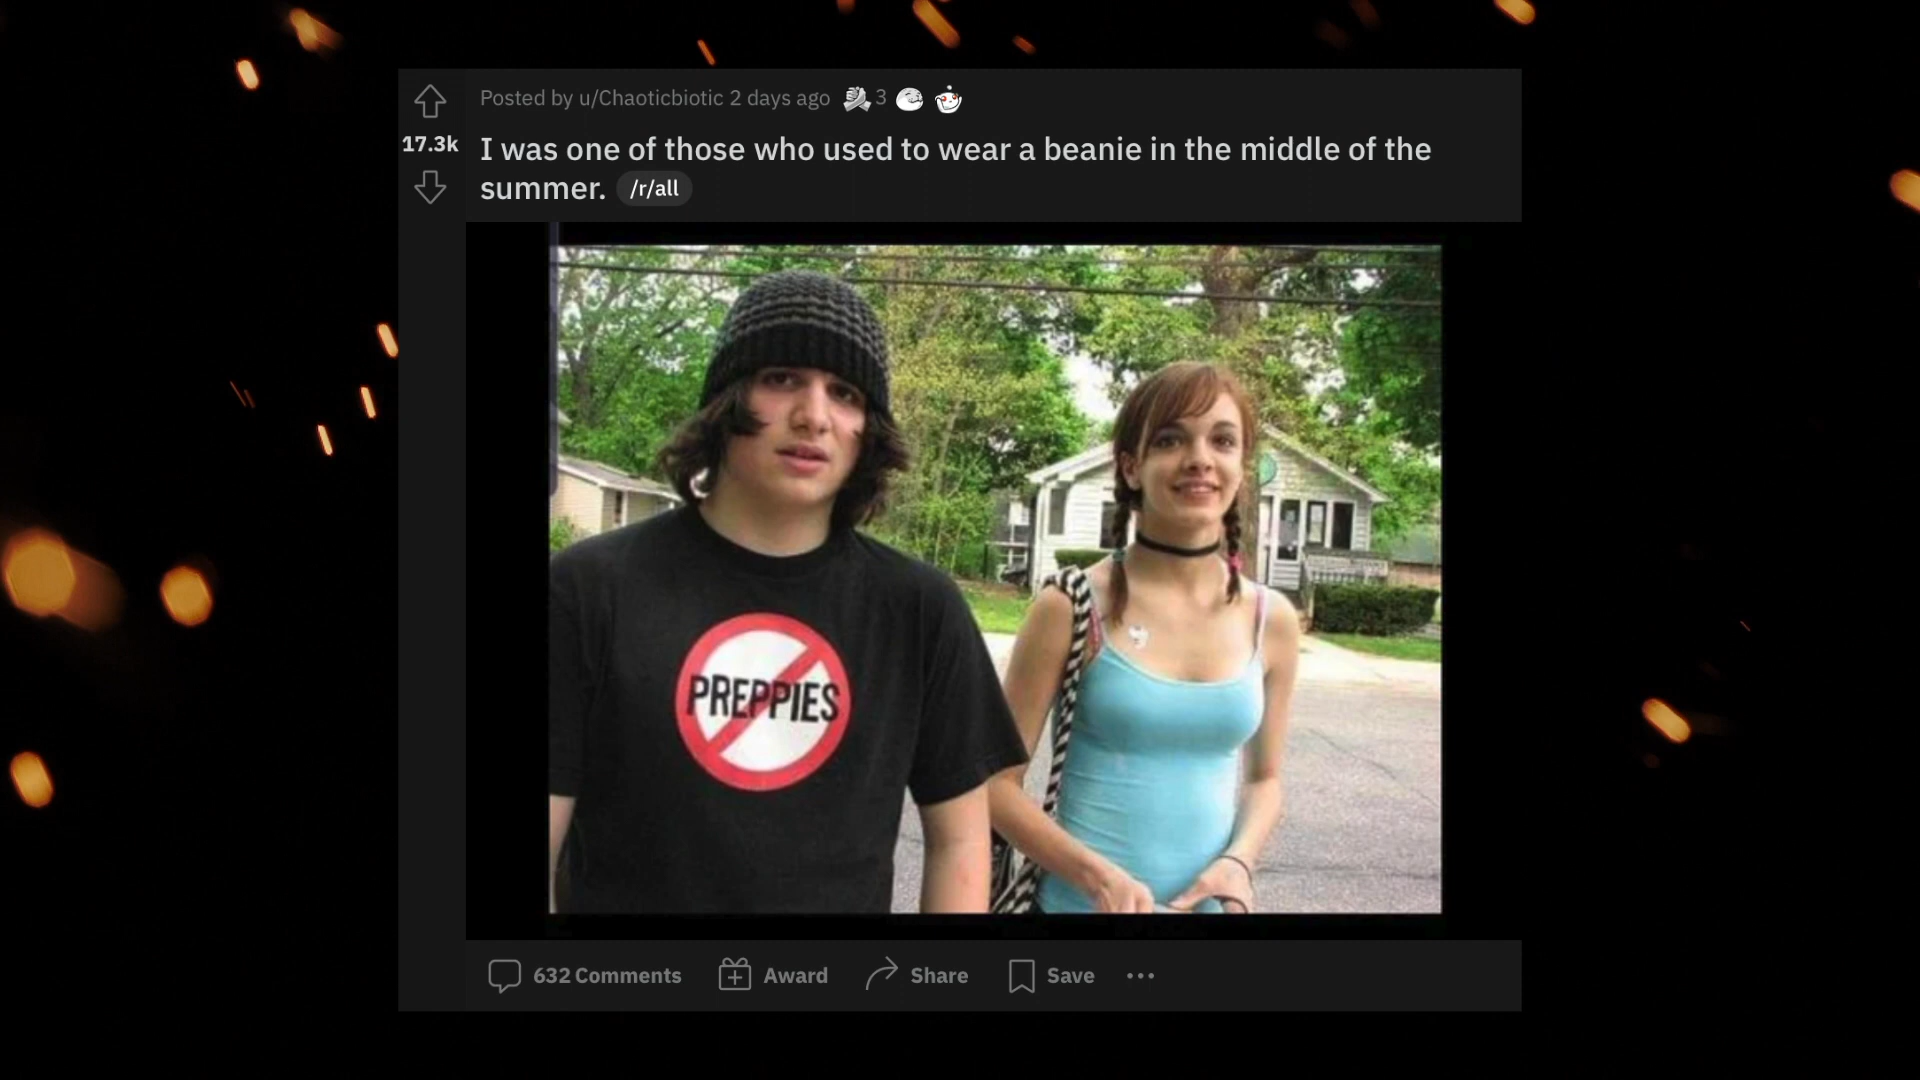 Posted by u/Chaoticbiotic 2 days ago 3
17.3k
I was one of those who used to wear a beanie in the middle of the
summer. /r/all
PREPPIES
632 Comments Award Share Save